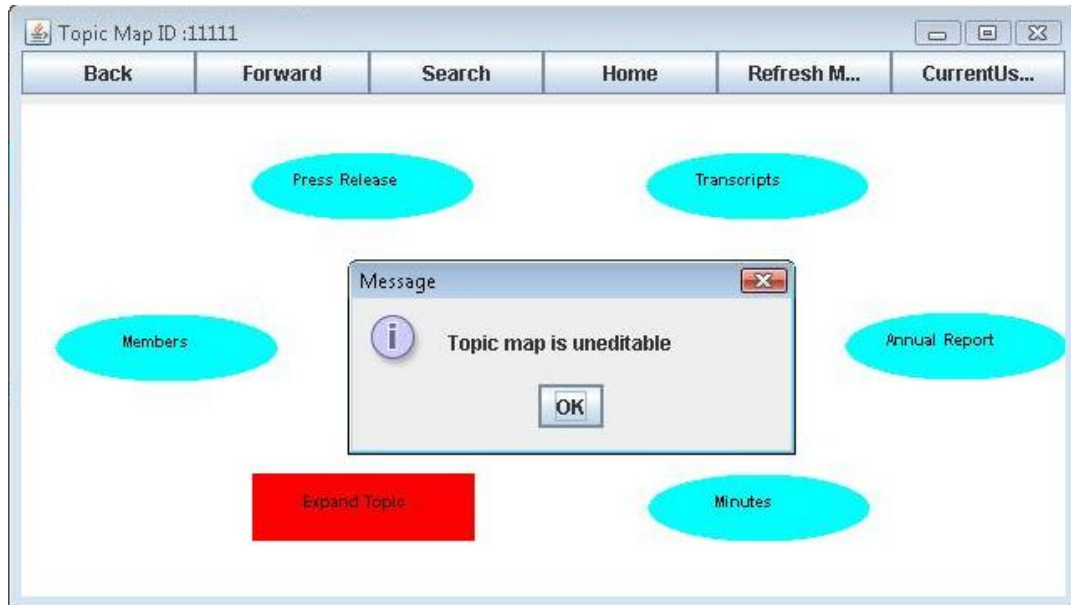 Topic Map ID :11111
Back Forward Search Home Refresh M... CurrentUs...
Press Release Transcripts
Message
Topic map is uneditable
Members Annual Report
OK
Expand Topic Minutes